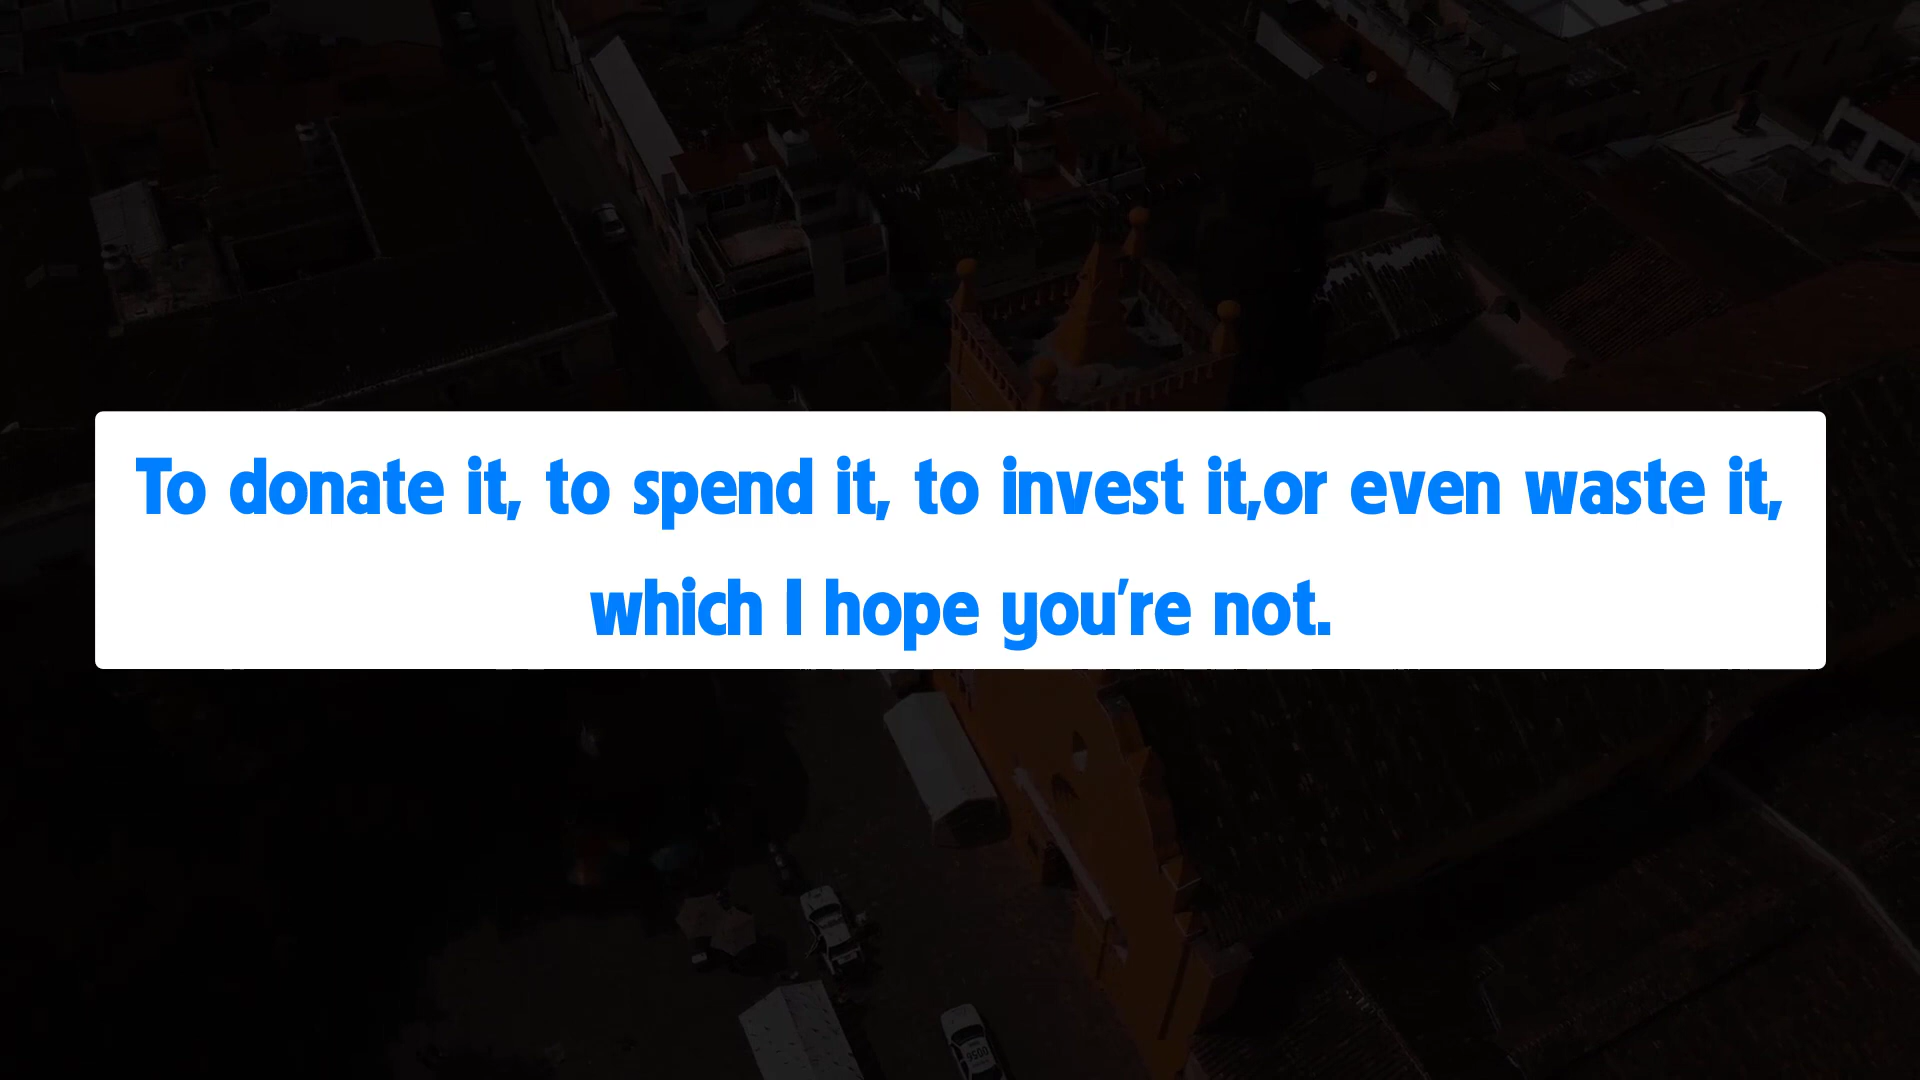 To donate it, to spend it, to invest it,or even waste it,
which I hope you're not.